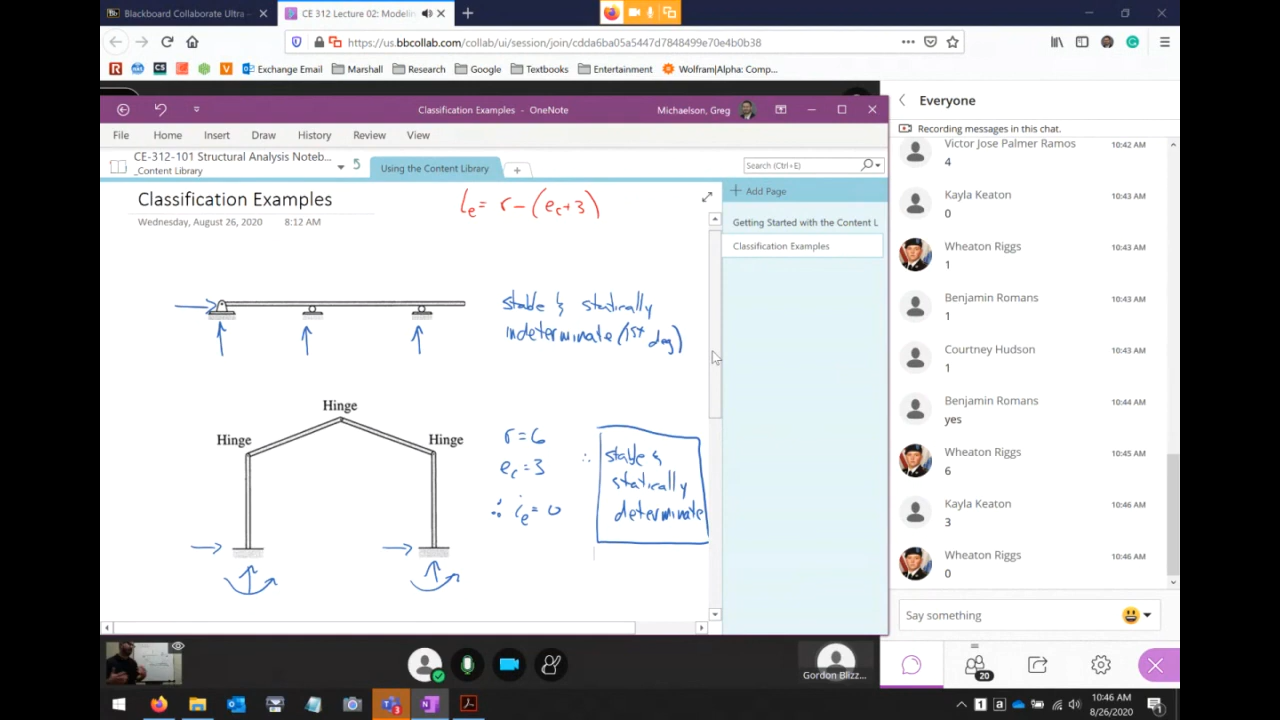 Blackboard Collaborate Ultra
CE 312 Lecture 02: Modelin
https://us.bbcollab.com/collab/ui/session/join/cdda6ba05a5447d7848499e70e4b0b38
Exchange Email
Marshall
Research
Google
Textbooks
Entertainment
Wolfram|Alpha: Comp...
Classification Examples - OneNote
Michaelson, Greg
File
Home
Insert
Draw
History
Review
View
CE-312-101 Structural Analysis Noteb...
_Content Library
5
Using the Content Library
Search (Ctrl+E)
Classification Examples
Wednesday, August 26, 2020
8:12 AM
ie = r - (ec+3)
stable & statically
indeterminate (1st deg)
Hinge
Hinge
Hinge
r=6
ec=3
∴ ie = 0
∴ stable &
statically
determinate
Add Page
Getting Started with the Content L
Classification Examples
Everyone
Recording messages in this chat.
Victor Jose Palmer Ramos
10:42 AM
4
Kayla Keaton
10:43 AM
0
Wheaton Riggs
10:43 AM
1
Benjamin Romans
10:43 AM
1
Courtney Hudson
10:43 AM
1
Benjamin Romans
10:44 AM
yes
Wheaton Riggs
10:45 AM
6
Kayla Keaton
10:46 AM
3
Wheaton Riggs
10:46 AM
0
Say something
Gordon Blizz...
20
10:46 AM
8/26/2020